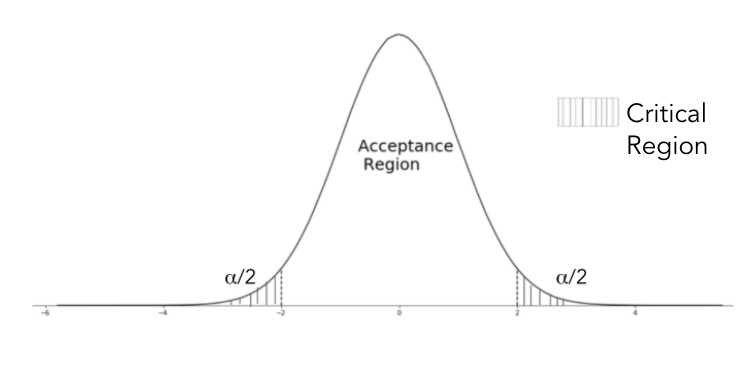 Critical
Region
Acceptance
Region
α/2
α/2
-6
-4
-2
0
2
4